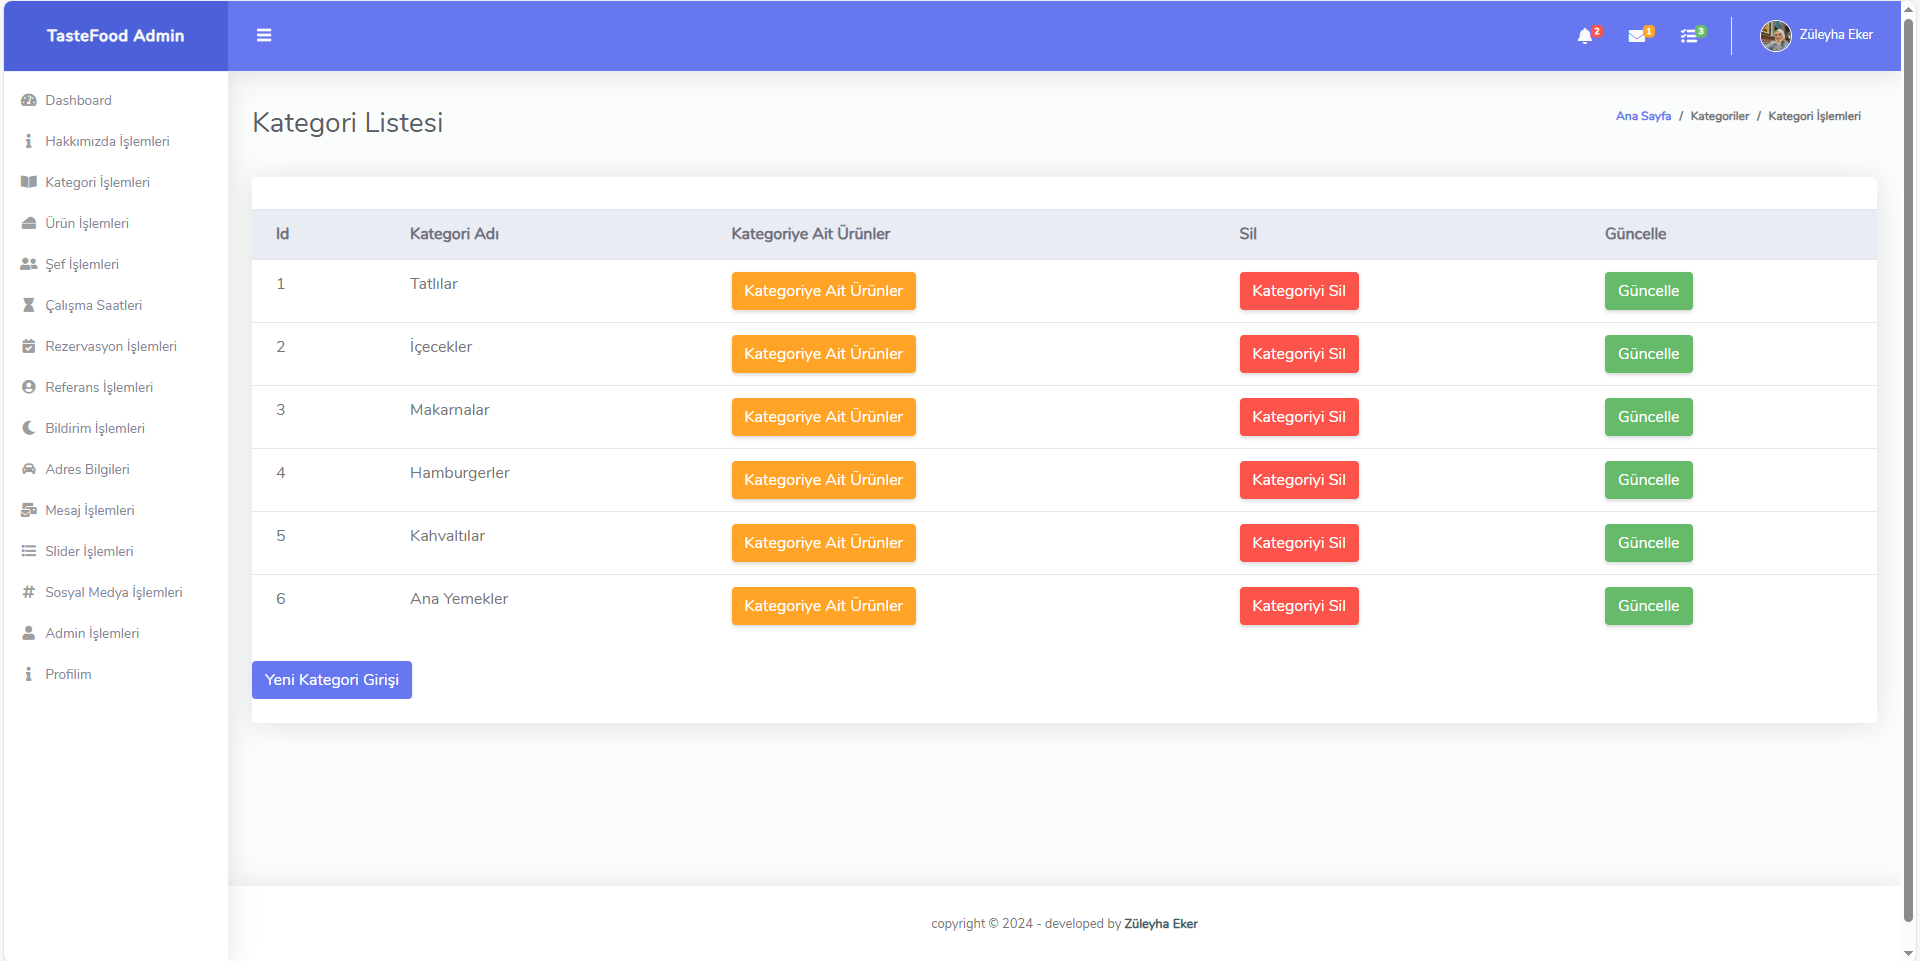 TasteFood Admin
2
1
3
Züleyha Eker
Dashboard
Hakkımızda İşlemleri
Kategori İşlemleri
Ürün İşlemleri
Şef İşlemleri
Çalışma Saatleri
Rezervasyon İşlemleri
Referans İşlemleri
Bildirim İşlemleri
Adres Bilgileri
Mesaj İşlemleri
Slider İşlemleri
Sosyal Medya İşlemleri
Admin İşlemleri
Profilim
Kategori Listesi
Ana Sayfa / Kategoriler / Kategori İşlemleri
Id Kategori Adı Kategoriye Ait Ürünler Sil Güncelle
1 Tatlılar Kategoriye Ait Ürünler Kategoriyi Sil Güncelle
2 İçecekler Kategoriye Ait Ürünler Kategoriyi Sil Güncelle
3 Makarnalar Kategoriye Ait Ürünler Kategoriyi Sil Güncelle
4 Hamburgerler Kategoriye Ait Ürünler Kategoriyi Sil Güncelle
5 Kahvaltılar Kategoriye Ait Ürünler Kategoriyi Sil Güncelle
6 Ana Yemekler Kategoriye Ait Ürünler Kategoriyi Sil Güncelle
Yeni Kategori Girişi
copyright © 2024 - developed by Züleyha Eker